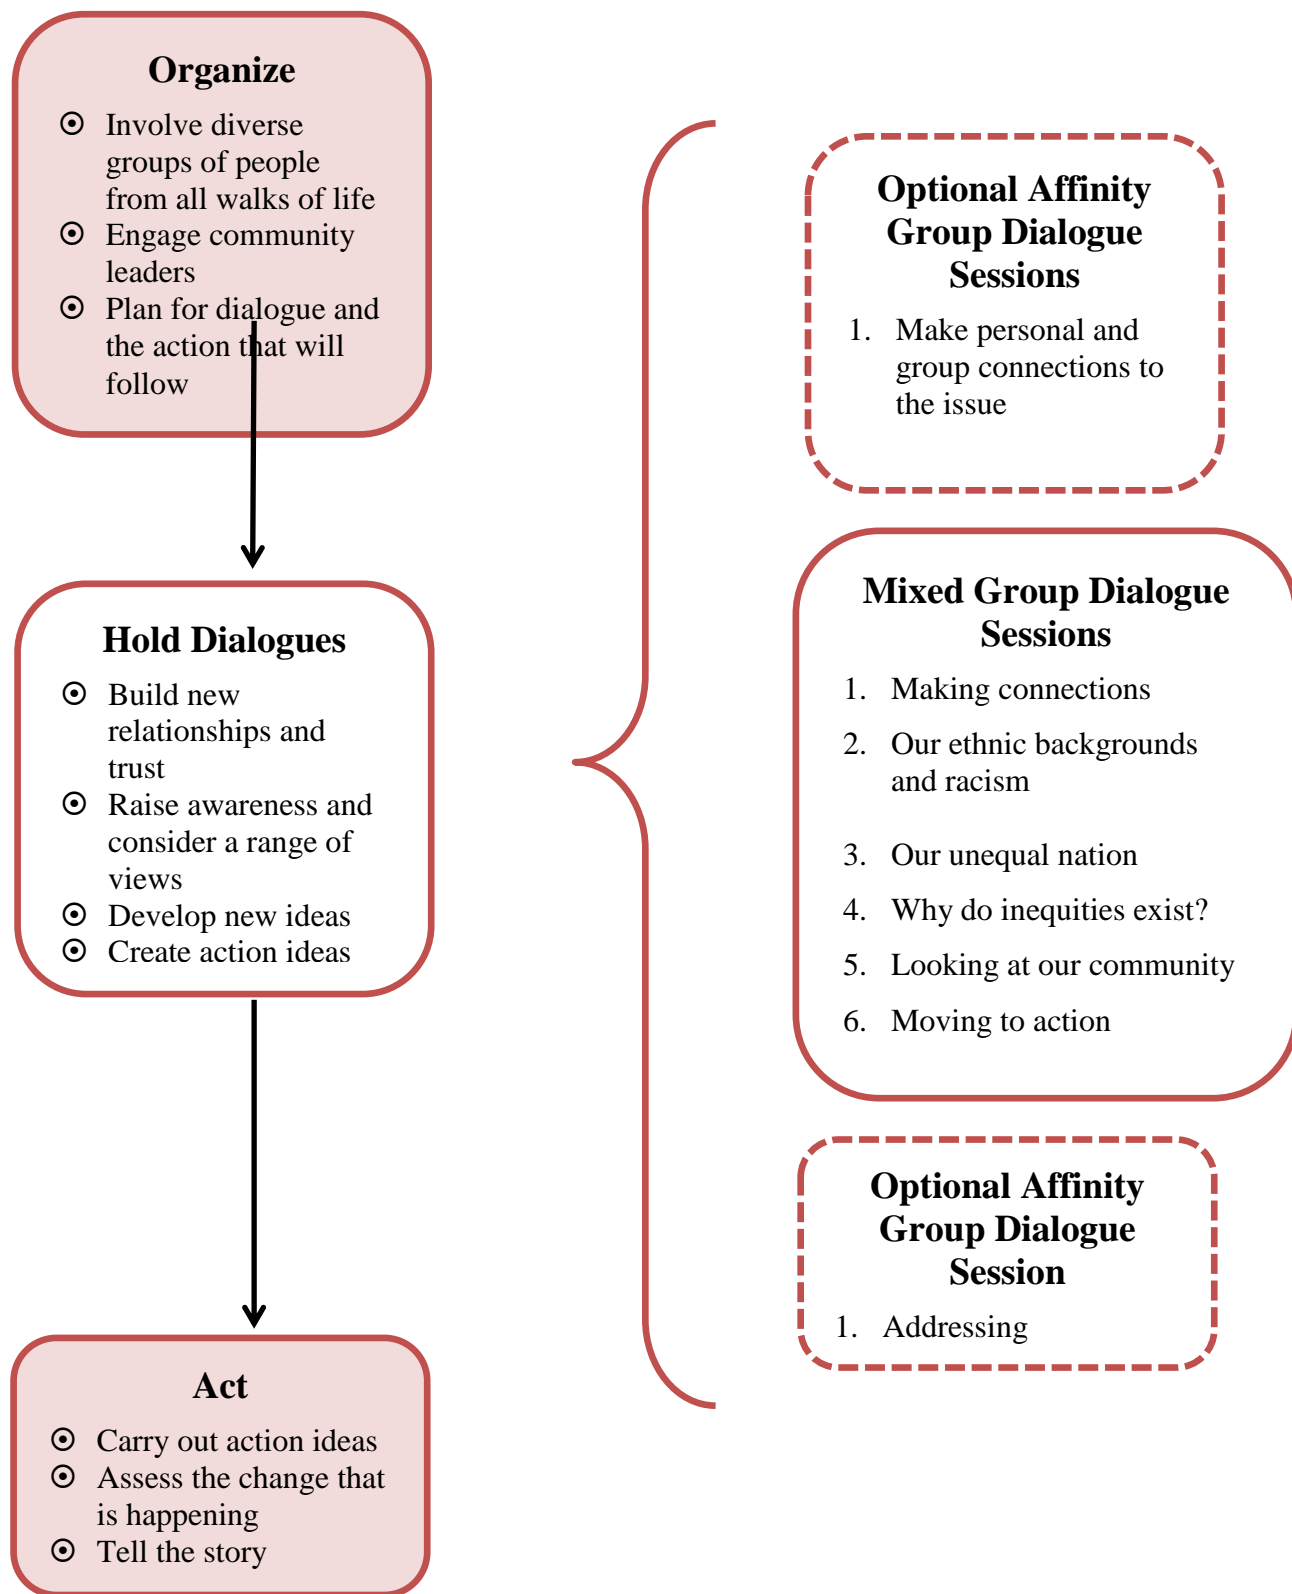 Organize
⦿ Involve diverse
groups of people
from all walks of life
⦿ Engage community
leaders
⦿ Plan for dialogue and
the action that will
follow
Hold Dialogues
⦿ Build new
relationships and
trust
⦿ Raise awareness and
consider a range of
views
⦿ Develop new ideas
⦿ Create action ideas
Act
⦿ Carry out action ideas
⦿ Assess the change that
is happening
⦿ Tell the story
Optional Affinity
Group Dialogue
Sessions
1. Make personal and
group connections to
the issue
Mixed Group Dialogue
Sessions
1. Making connections
2. Our ethnic backgrounds
and racism
3. Our unequal nation
4. Why do inequities exist?
5. Looking at our community
6. Moving to action
Optional Affinity
Group Dialogue
Session
1. Addressing